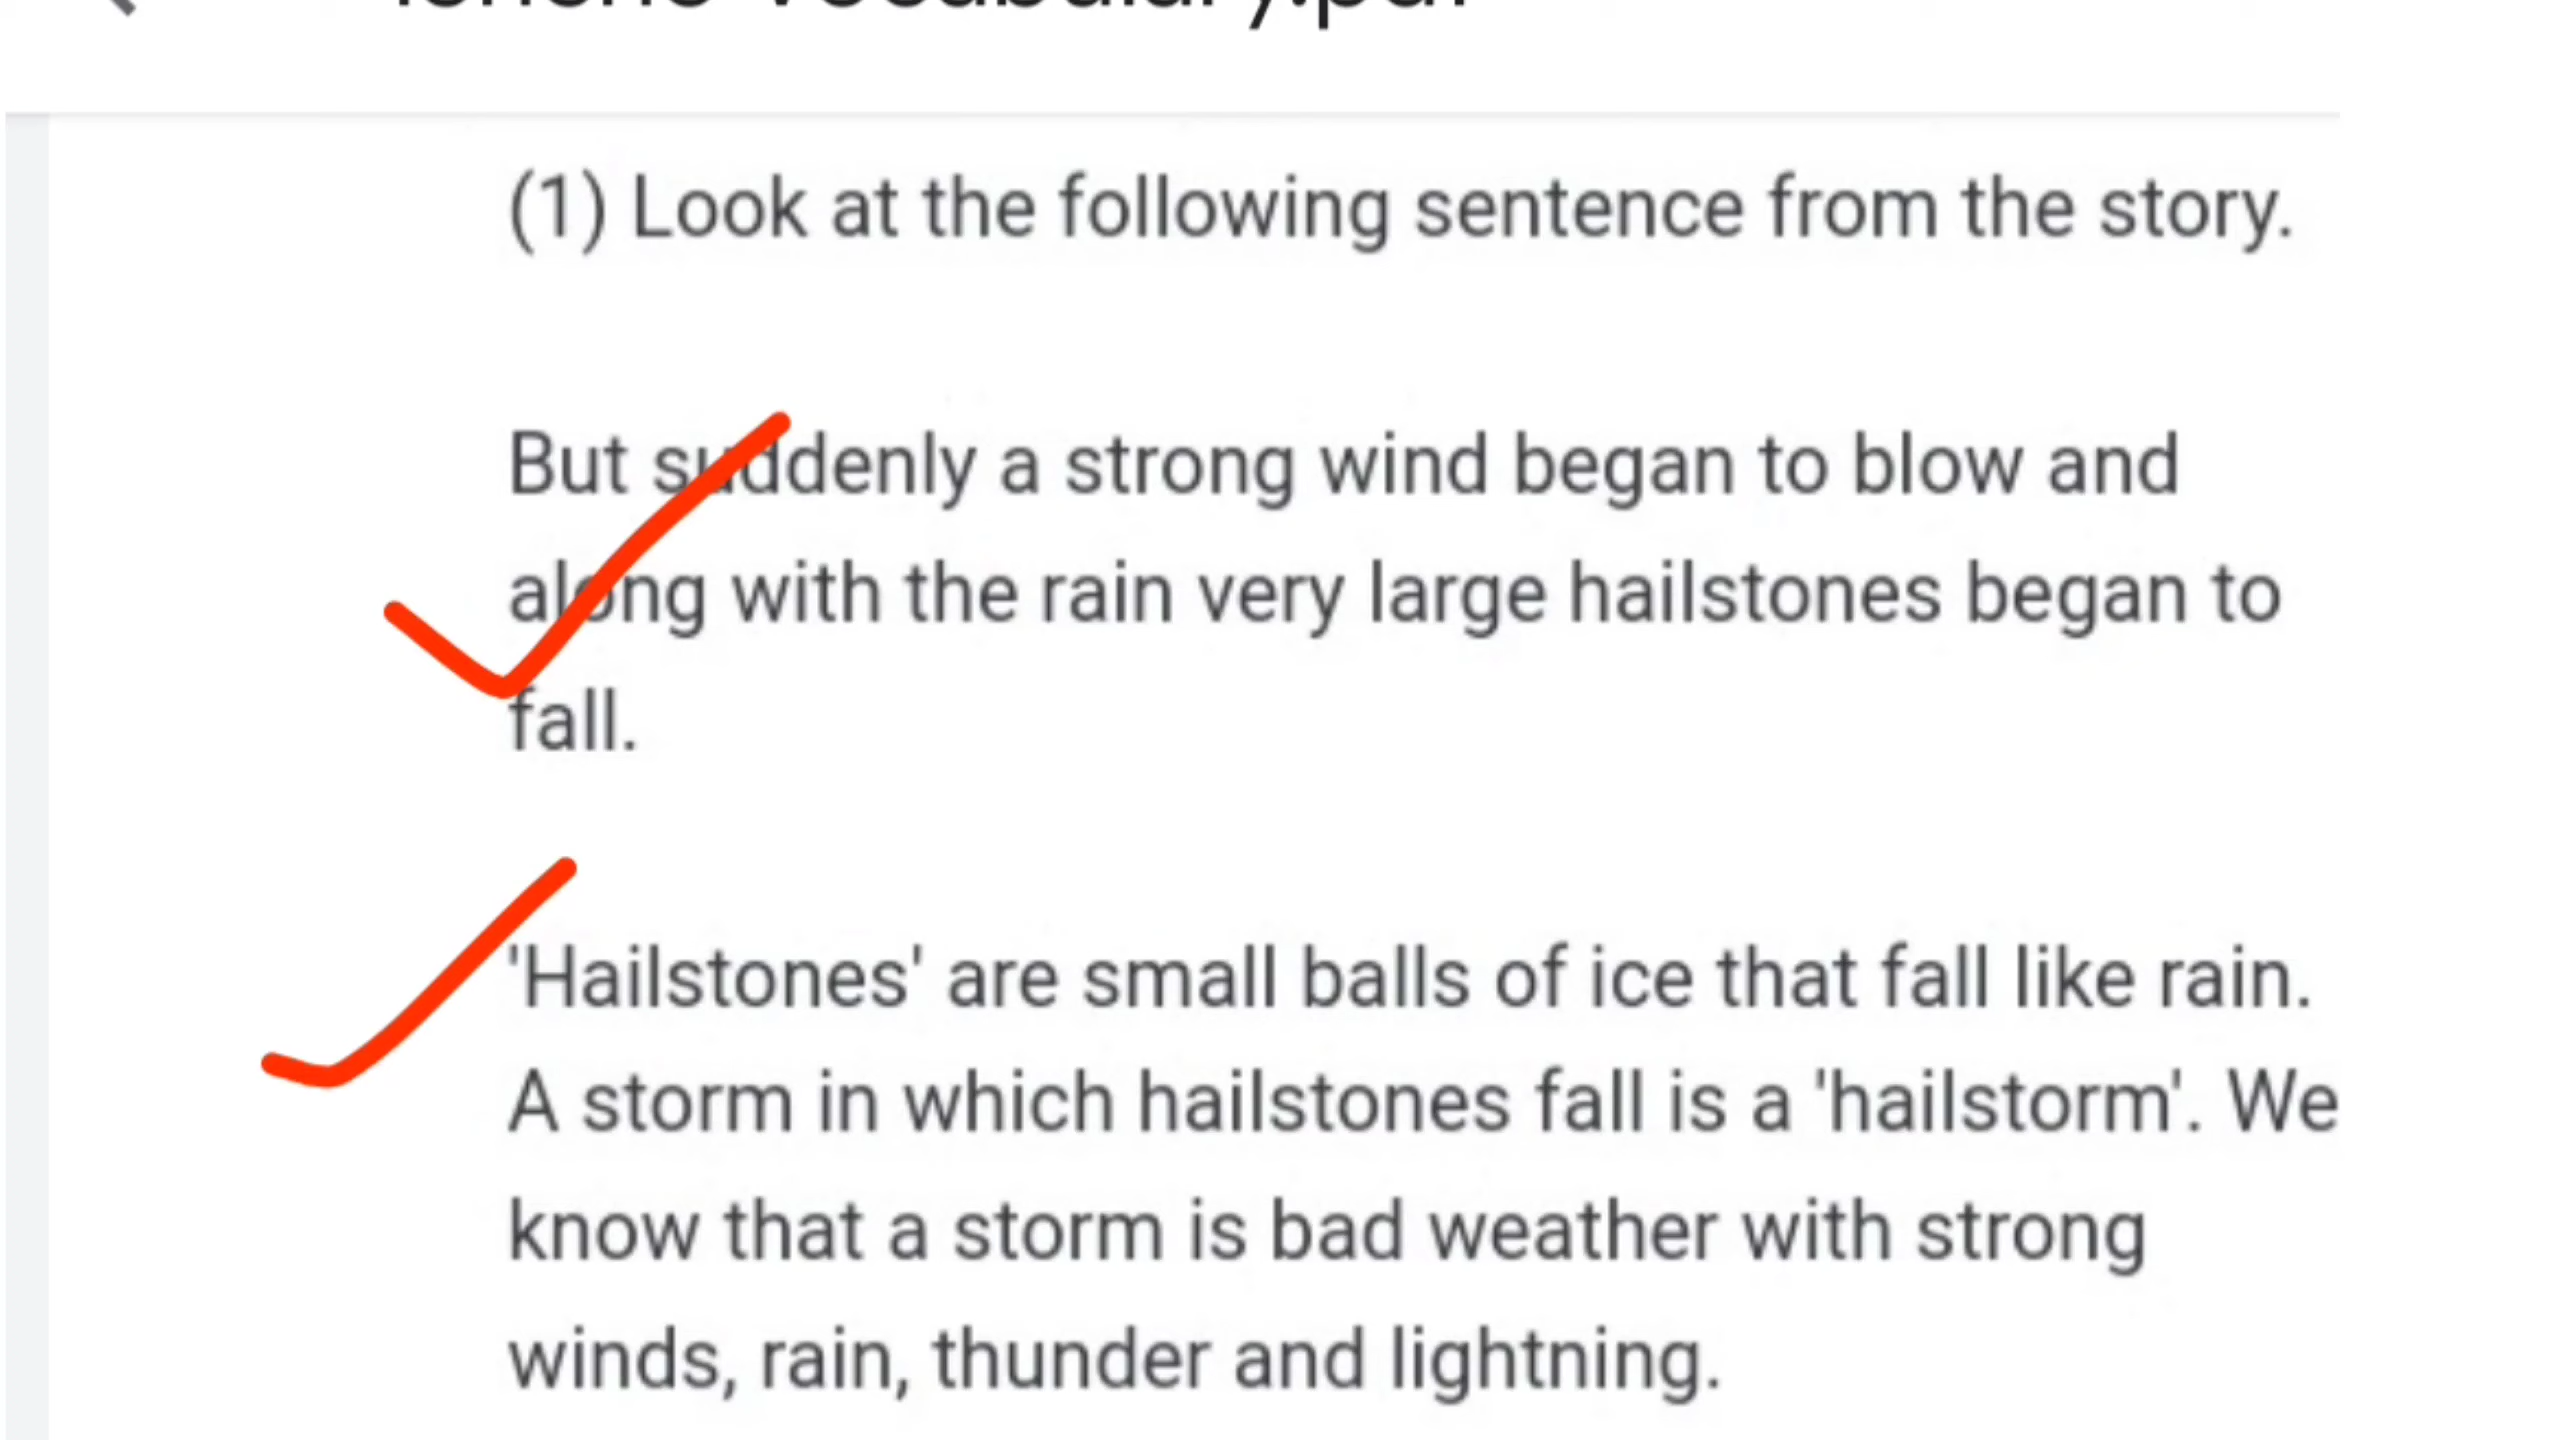 (1) Look at the following sentence from the story.
But suddenly a strong wind began to blow and
along with the rain very large hailstones began to
fall.
'Hailstones' are small balls of ice that fall like rain.
A storm in which hailstones fall is a 'hailstorm'. We
know that a storm is bad weather with strong
winds, rain, thunder and lightning.